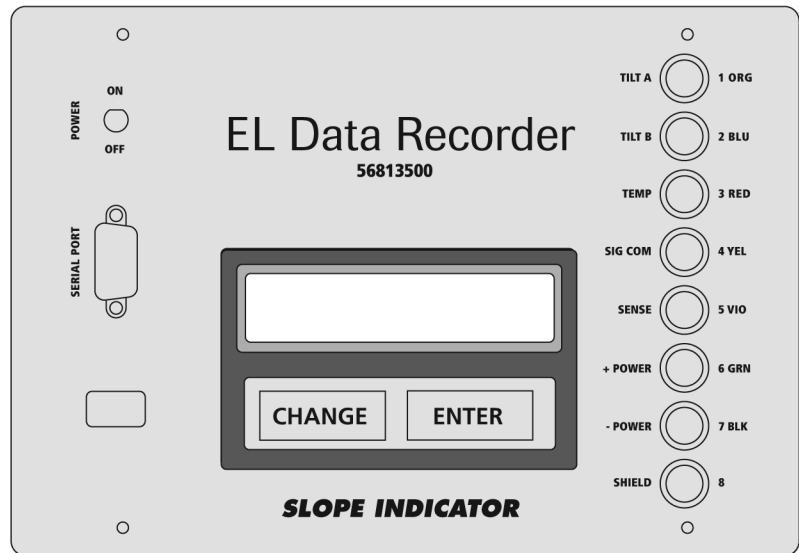 ON
POWER
OFF
SERIAL PORT
EL Data Recorder
56813500
CHANGE
ENTER
SLOPE INDICATOR
TILT A 1 ORG
TILT B 2 BLU
TEMP 3 RED
SIG COM 4 YEL
SENSE 5 VIO
+ POWER 6 GRN
- POWER 7 BLK
SHIELD 8